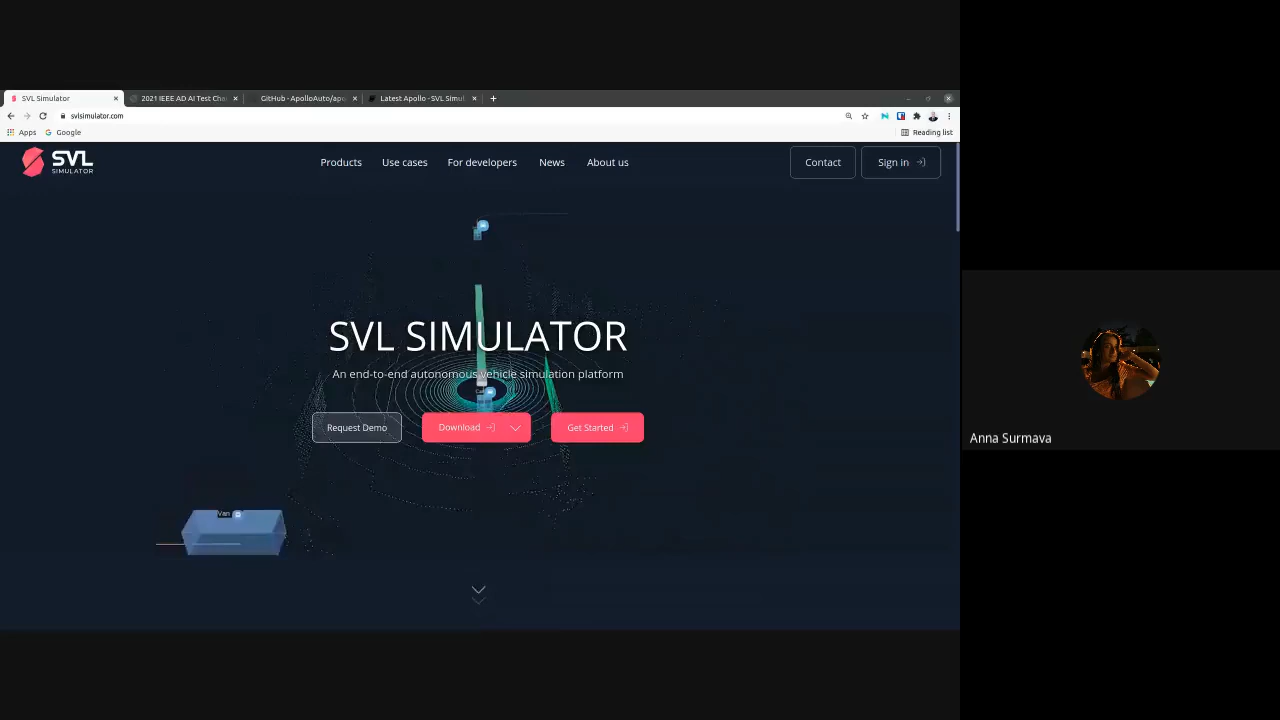 SVL Simulator
2021 IEEE AD AI Test Cha
GitHub - ApolloAuto/apo
Latest Apollo - SVL Simul
svlsimulator.com
Apps
Google
Reading list
SVL
SIMULATOR
Products
Use cases
For developers
News
About us
Contact
Sign in
SVL SIMULATOR
An end-to-end autonomous vehicle simulation platform
Request Demo
Download
Get Started
Van
Anna Surmava